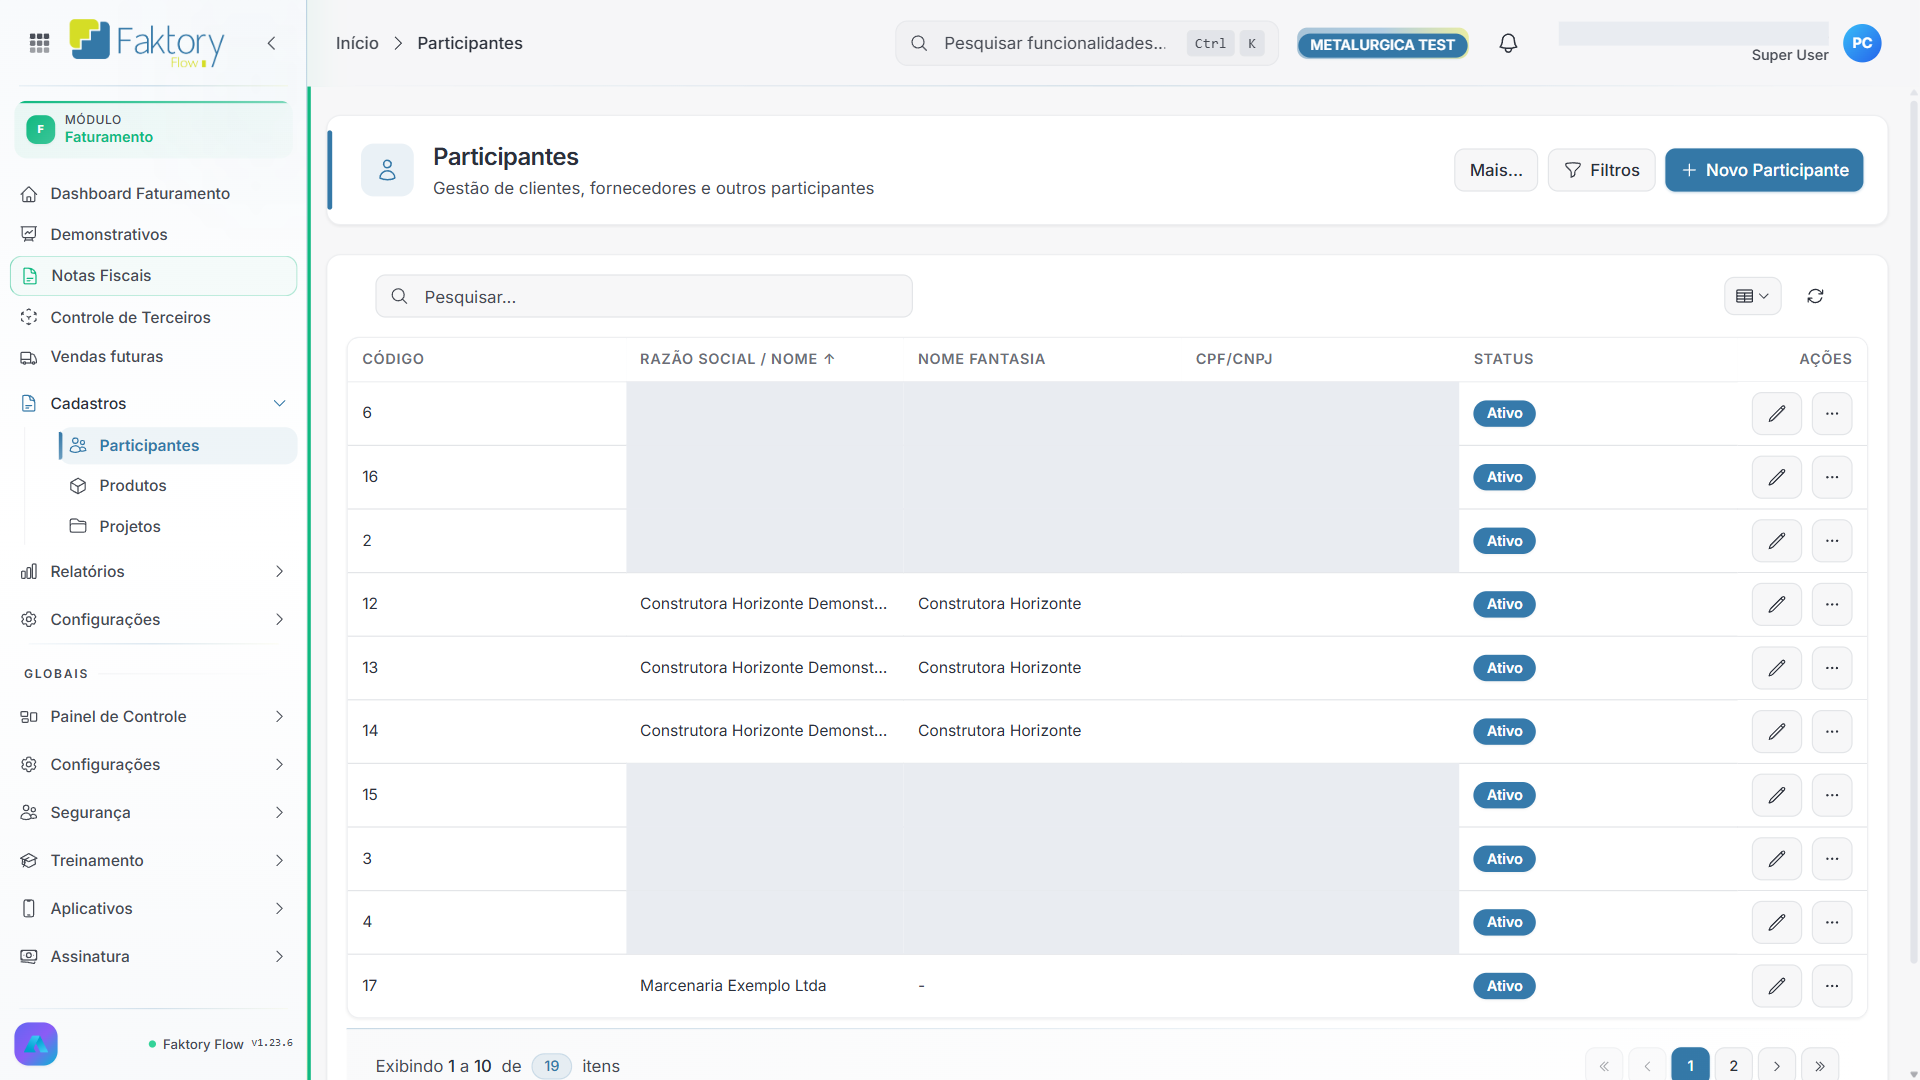 Faktory
Flow
Início
Participantes
Pesquisar funcionalidades...
Ctrl
K
METALURGICA TEST
Super User
PC
F
MÓDULO
Faturamento
Dashboard Faturamento
Demonstrativos
Notas Fiscais
Controle de Terceiros
Vendas futuras
Cadastros
Participantes
Produtos
Projetos
Relatórios
Configurações
GLOBAIS
Painel de Controle
Configurações
Segurança
Treinamento
Aplicativos
Assinatura
Faktory Flow v1.23.6
Participantes
Gestão de clientes, fornecedores e outros participantes
Mais...
Filtros
Novo Participante
Pesquisar...
CÓDIGO RAZÃO SOCIAL / NOME NOME FANTASIA CPF/CNPJ STATUS AÇÕES
6 Ativo
16 Ativo
2 Ativo
12 Construtora Horizonte Demonst... Construtora Horizonte Ativo
13 Construtora Horizonte Demonst... Construtora Horizonte Ativo
14 Construtora Horizonte Demonst... Construtora Horizonte Ativo
15 Ativo
3 Ativo
4 Ativo
17 Marcenaria Exemplo Ltda - Ativo
Exibindo 1 a 10 de 19 itens
« ‹ 1 2 › »